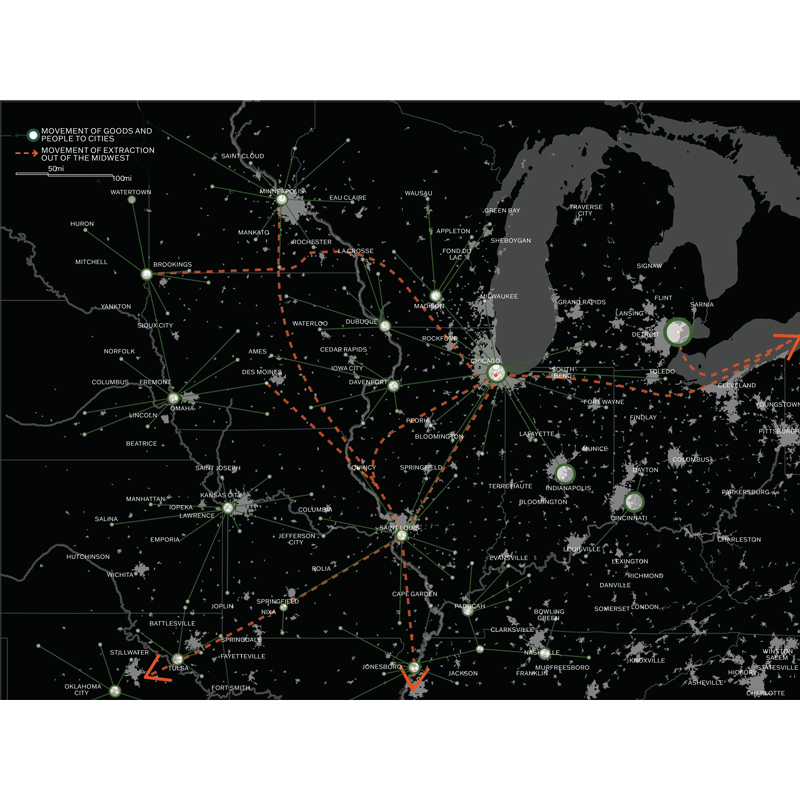 MOVEMENT OF GOODS AND
PEOPLE TO CITIES
MOVEMENT OF EXTRACTION
OUT OF THE MIDWEST
50mi
100mi
SAINT CLOUD
MINNEAPOLIS
WATERTOWN
EAU CLAIRE
WAUSAU
GREEN BAY
TRAVERSE
CITY
HURON
MANKATO
ROCHESTER
APPLETON
SHEBOYGAN
LA CROSSE
FOND DU
LAC
MITCHELL
BROOKINGS
SIGNAW
YANKTON
MADISON
MILWAUKEE
GRAND RAPIDS
FLINT
SARNIA
LANSING
SIOUX CITY
WATERLOO
DUBUQUE
DETROIT
ROCKFORD
NORFOLK
AMES
CEDAR RAPIDS
CHICAGO
IOWA CITY
DES MOINES
SOUTH
BEND
TOLEDO
COLUMBUS
FREMONT
DAVENPORT
CLEVELAND
OMAHA
FORT WAYNE
YOUNGSTOWN
LINCOLN
PEORIA
FINDLAY
BEATRICE
BLOOMINGTON
LAFAYETTE
PITTSBURGH
MUNICE
SAINT JOSEPH
QUINCY
SPRINGFIELD
COLUMBUS
DAYTON
TERRE HAUTE
INDIANAPOLIS
MANHATTAN
KANSAS CITY
PARKERSBURG
BLOOMINGTON
TOPEKA
LAWRENCE
COLUMBIA
SALINA
CINCINATI
SAINT LOUIS
EMPORIA
JEFFERSON
CITY
CHARLESTON
LOUISVILLE
HUTCHINSON
EVANSVILLE
LEXINGTON
WICHITA
ROLIA
RICHMOND
DANVILLE
CAPE GARDEN
SPRINGFIELD
JOPLIN
NIXA
PADUCAH
BOWLING
GREEN
SOMERSET
LONDON
BATTLESVILLE
CLARKSVILLE
SPRINGDALE
STILLWATER
FAYETTEVILLE
NASHVILLE
KNOXVILLE
WINSTON
SALEM
TULSA
JONESBORO
MURFREESBORO
STATESVILLE
JACKSON
FRANKLIN
HICKORY
OKLAHOMA
CITY
FORT SMITH
ASHEVILLE
CHARLOTTE